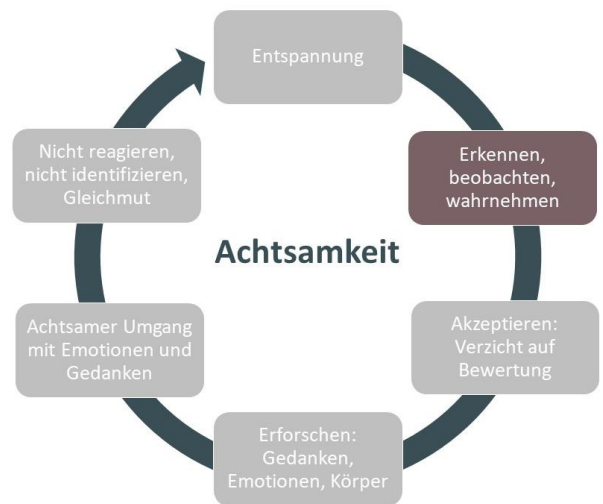 Entspannung
Erkennen,
beobachten,
wahrnehmen
Akzeptieren:
Verzicht auf
Bewertung
Erforschen:
Gedanken,
Emotionen, Körper
Achtsamer Umgang
mit Emotionen und
Gedanken
Nicht reagieren,
nicht identifizieren,
Gleichmut
Achtsamkeit